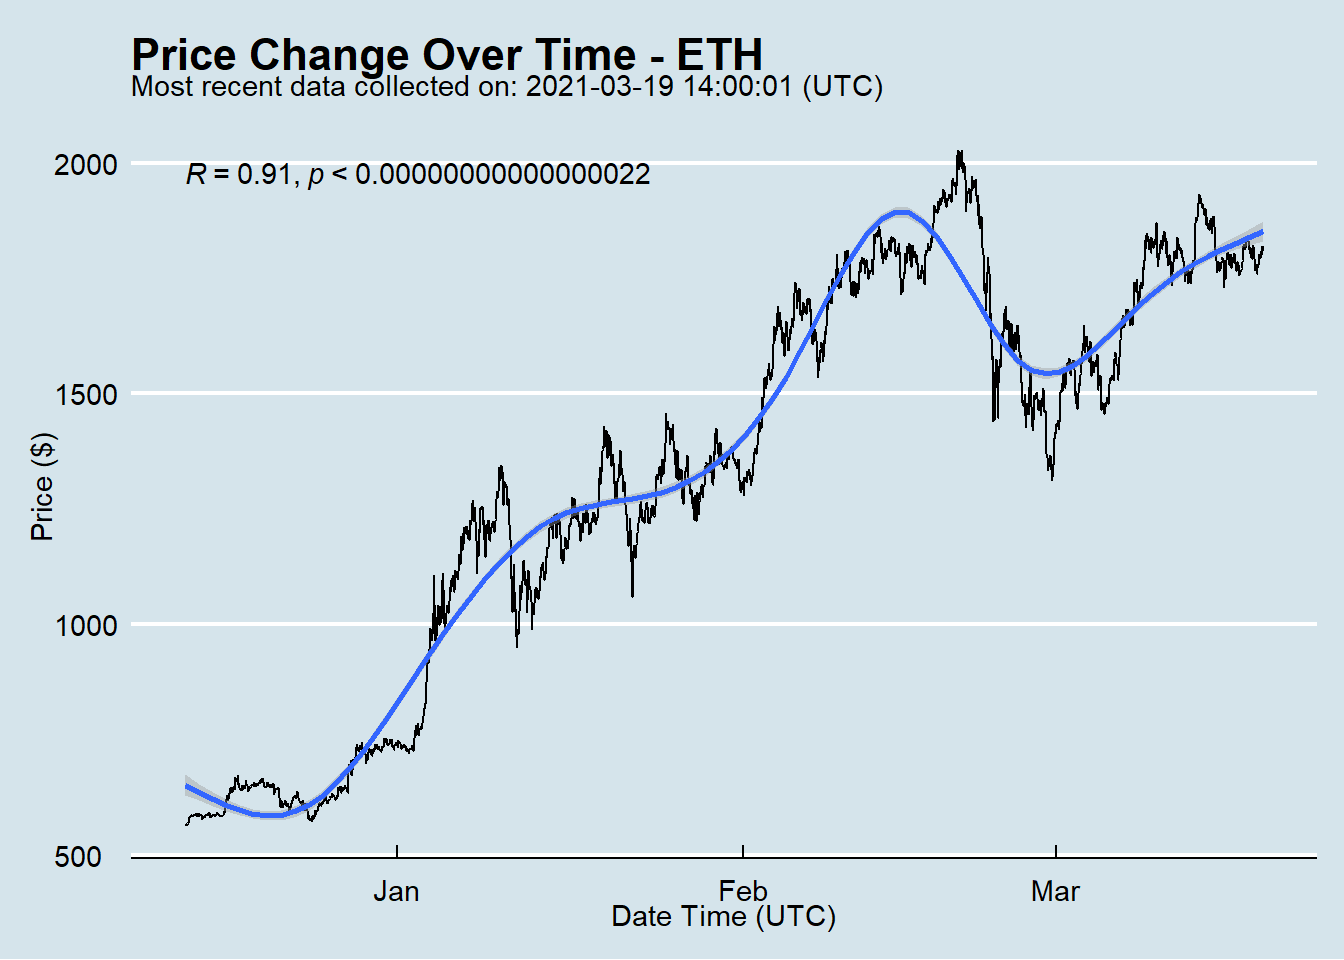 Price Change Over Time - ETH
Most recent data collected on: 2021-03-19 14:00:01 (UTC)
R = 0.91, p < 0.00000000000000022
2000
1500
1000
500
Price ($)
Jan Feb Mar
Date Time (UTC)